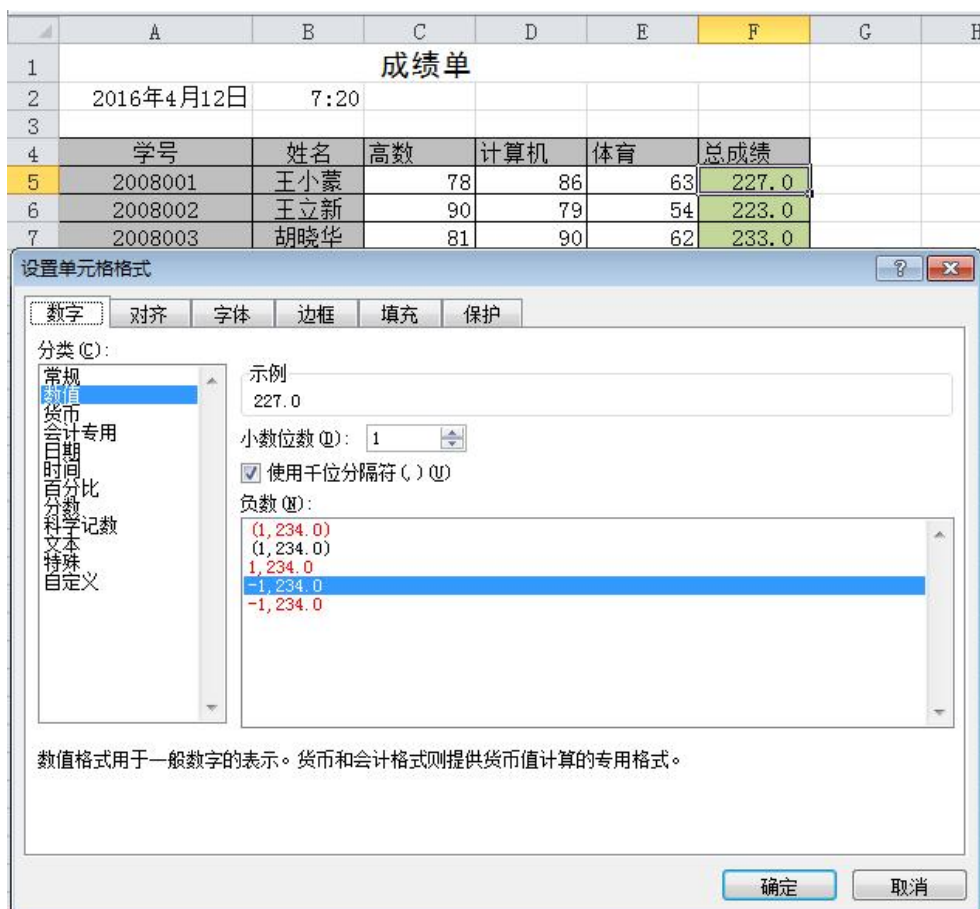 A B C D E F G H
1 成绩单
2 2016年4月12日 7:20
3
4 学号 姓名 高数 计算机 体育 总成绩
5 2008001 王小蒙 78 86 63 227.0
6 2008002 王立新 90 79 54 223.0
7 2008003 胡晓华 81 90 62 233.0
设置单元格格式
数字 对齐 字体 边框 填充 保护
分类(C):
常规
数值
货币
会计专用
日期
时间
百分比
分数
科学记数
文本
特殊
自定义
示例
227.0
小数位数(D): 1
使用千位分隔符(,)(U)
负数(N):
(1,234.0)
(1,234.0)
1,234.0
-1,234.0
-1,234.0
数值格式用于一般数字的表示。货币和会计格式则提供货币值计算的专用格式。
确定 取消